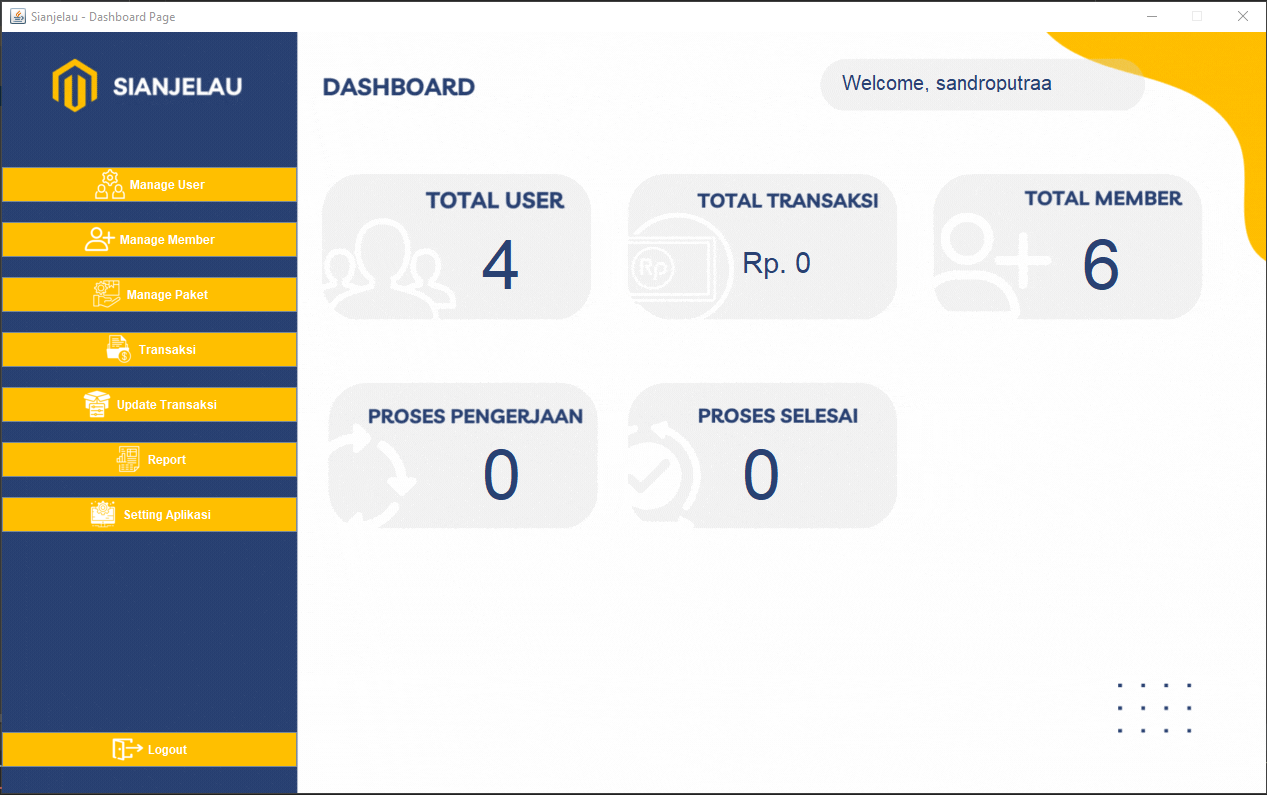 Sianjelau - Dashboard Page
SIANJELAU
DASHBOARD
Welcome, sandroputraa
Manage User
Manage Member
Manage Paket
Transaksi
Update Transaksi
Report
Setting Aplikasi
Logout
TOTAL USER
4
TOTAL TRANSAKSI
Rp
Rp. 0
TOTAL MEMBER
6
PROSES PENGERJAAN
0
PROSES SELESAI
0